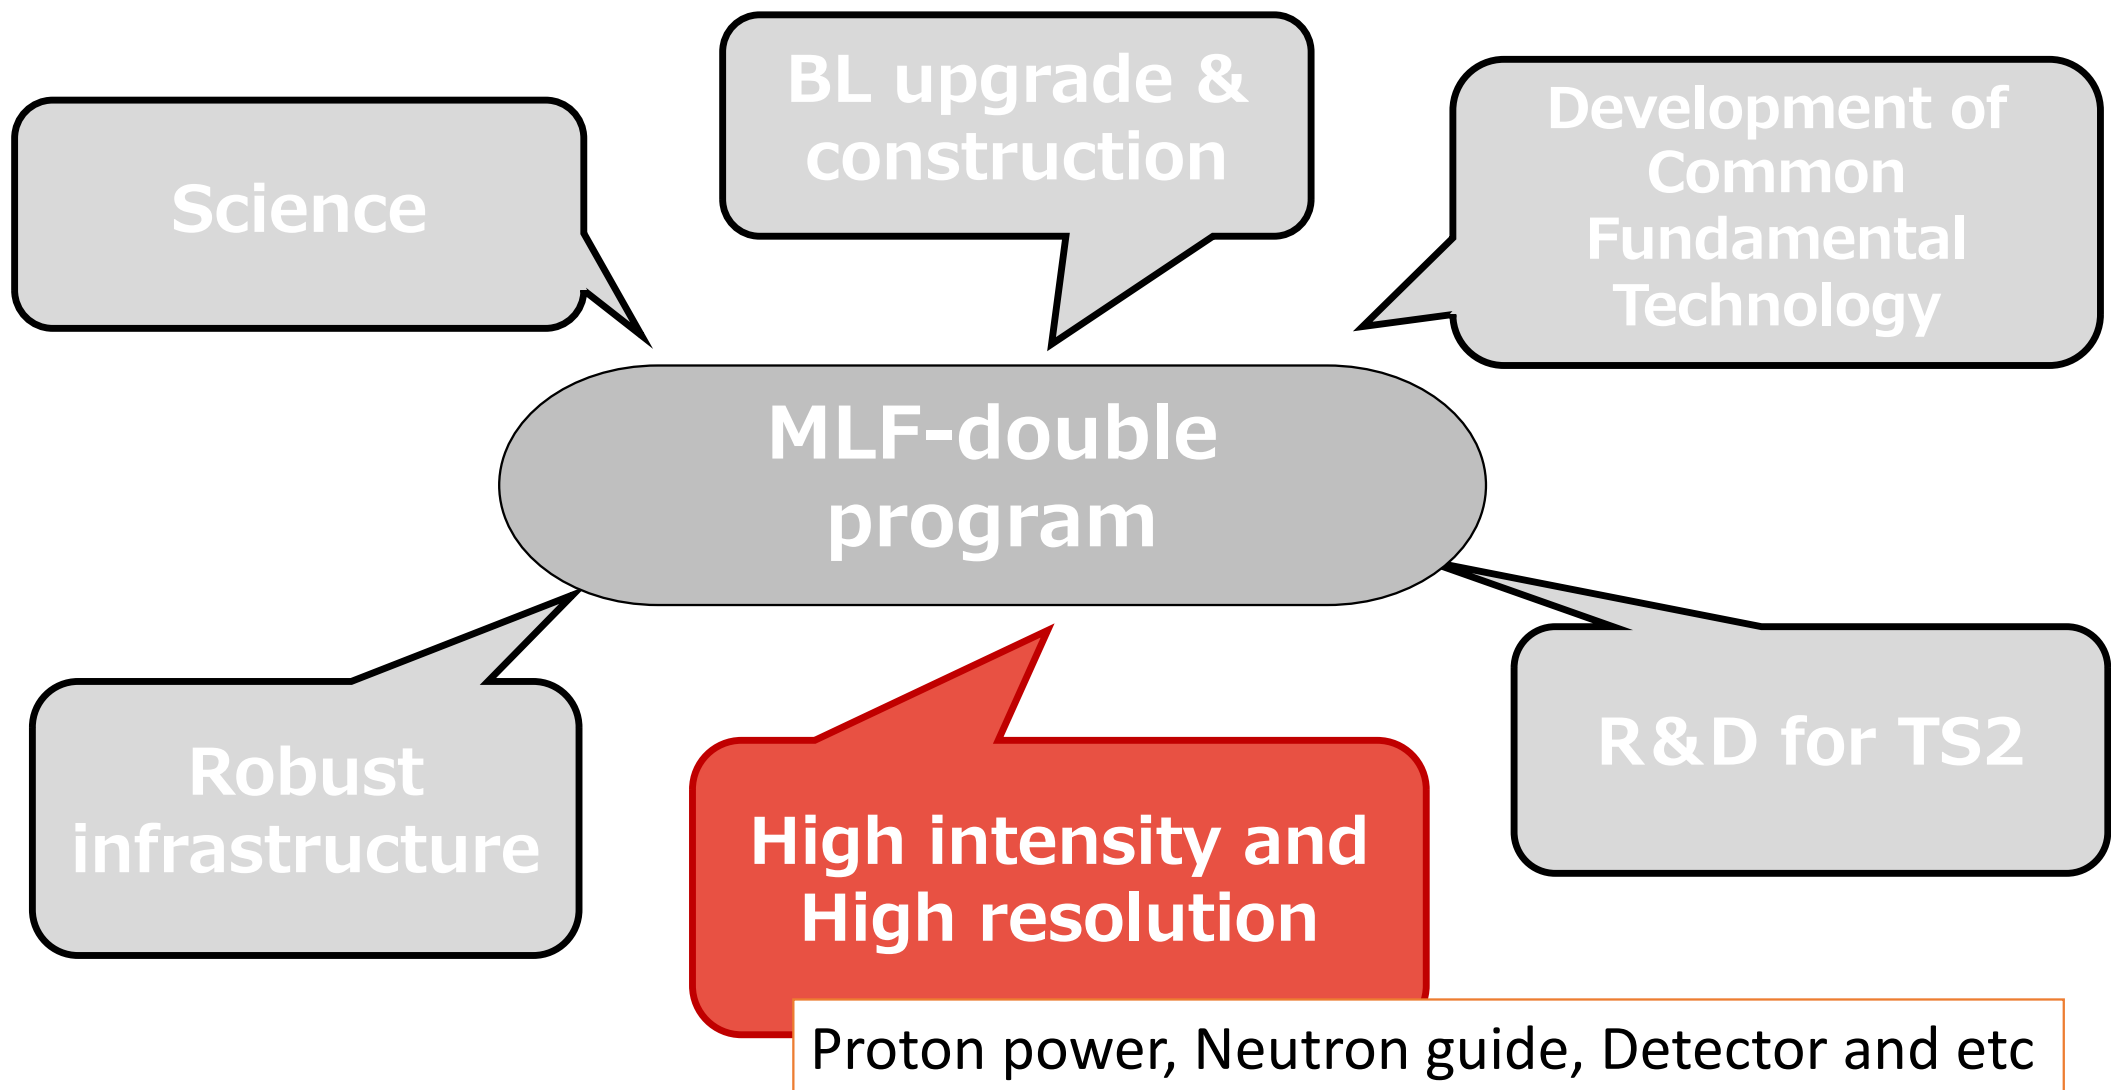 BL upgrade &
construction
Development of
Common
Fundamental
Technology
Science
MLF-double
program
Robust
infrastructure
High intensity and
High resolution
R&D for TS2
Proton power, Neutron guide, Detector and etc